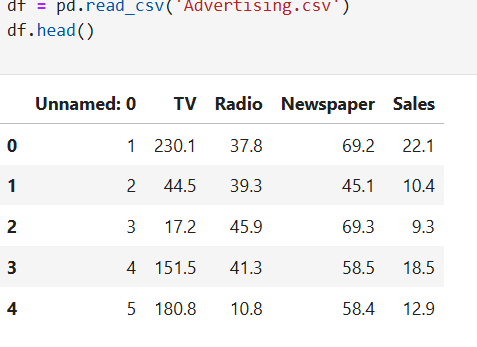 df = pd.read_csv('Advertising.csv')
df.head()
Unnamed: 0 TV Radio Newspaper Sales
0 1 230.1 37.8 69.2 22.1
1 2 44.5 39.3 45.1 10.4
2 3 17.2 45.9 69.3 9.3
3 4 151.5 41.3 58.5 18.5
4 5 180.8 10.8 58.4 12.9